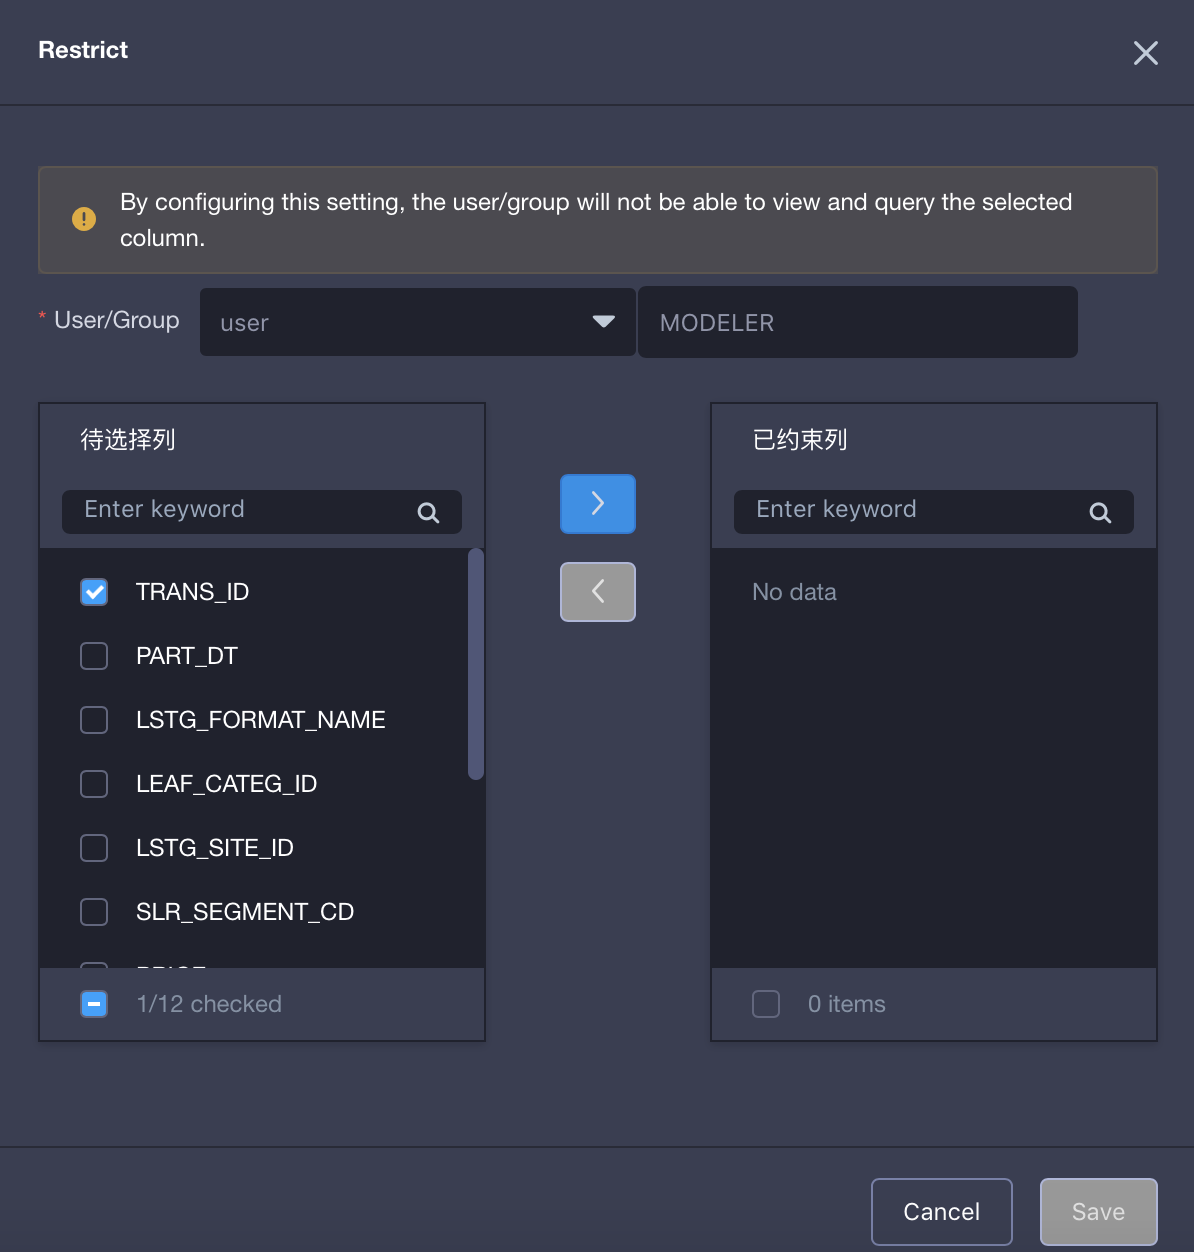 Restrict
By configuring this setting, the user/group will not be able to view and query the selected
column.
* User/Group
user
MODELER
待选择列
已约束列
Enter keyword
Enter keyword
TRANS_ID
No data
PART_DT
LSTG_FORMAT_NAME
LEAF_CATEG_ID
LSTG_SITE_ID
SLR_SEGMENT_CD
1/12 checked
0 items
Cancel
Save